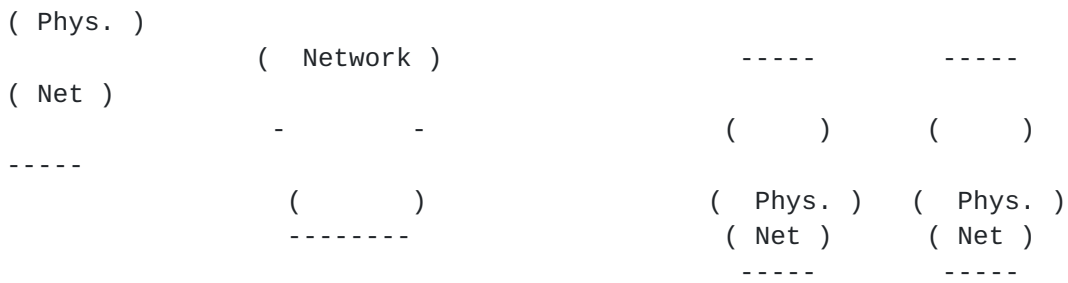 ( Phys. )
( Network ) ----- -----
( Net )
- - ( ) ( )
-----
( ) ( Phys. ) ( Phys. )
-------- ( Net ) ( Net )
----- -----